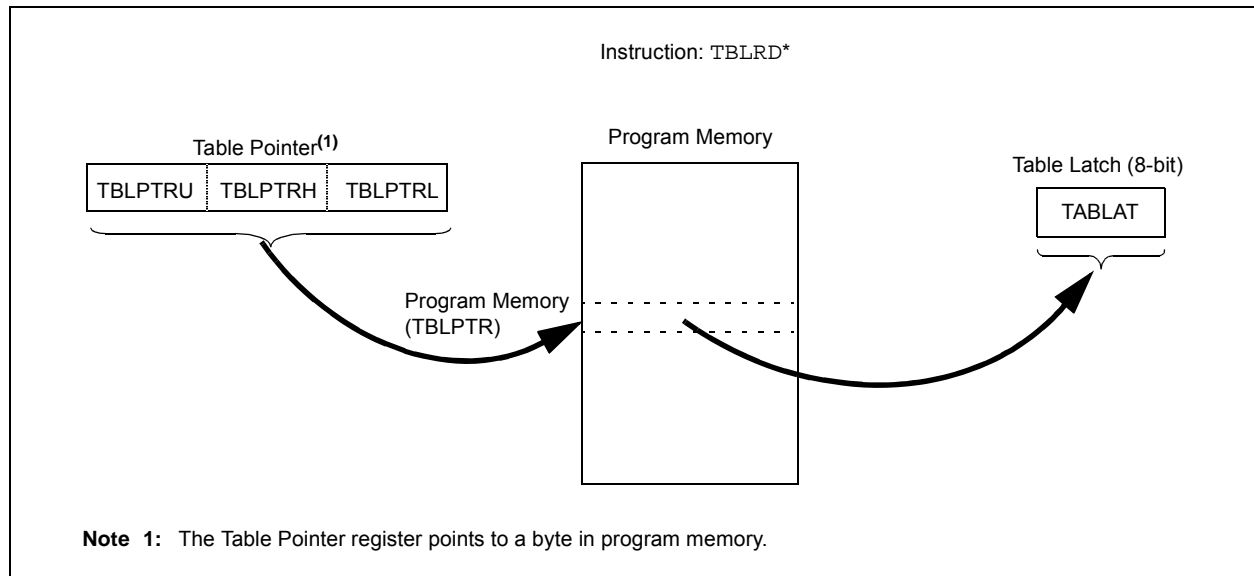 Instruction: TBLRD*
Table Pointer(1)
TBLPTRU TBLPTRH TBLPTRL
Program Memory
Table Latch (8-bit)
TABLAT
Program Memory
(TBLPTR)
Note 1: The Table Pointer register points to a byte in program memory.